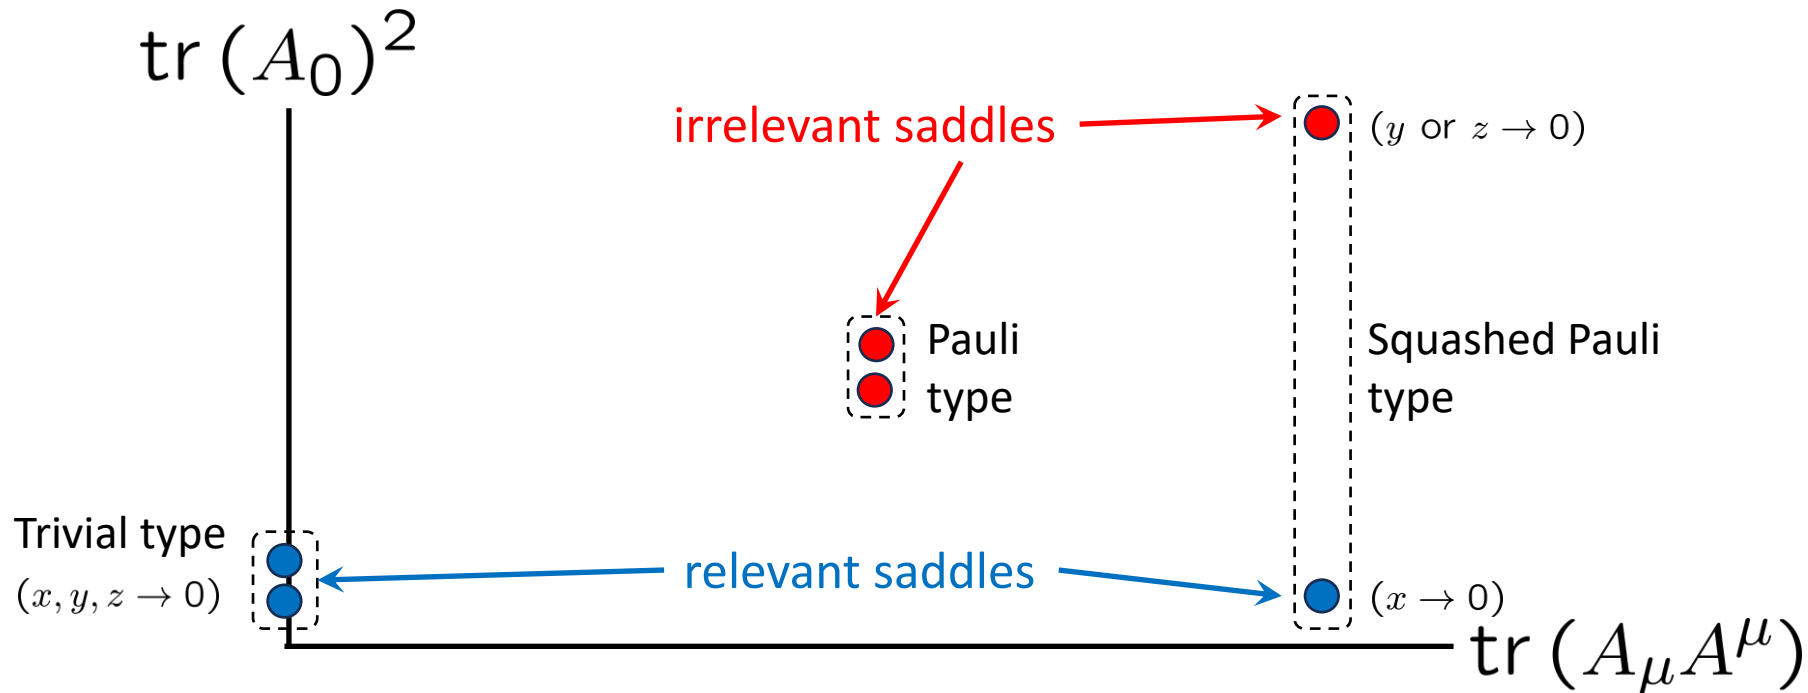 tr (A₀)²
irrelevant saddles
(y or z → 0)
Pauli
type
Squashed Pauli
type
Trivial type
(x, y, z → 0)
relevant saddles
(x → 0)
tr (A_μ A^μ)